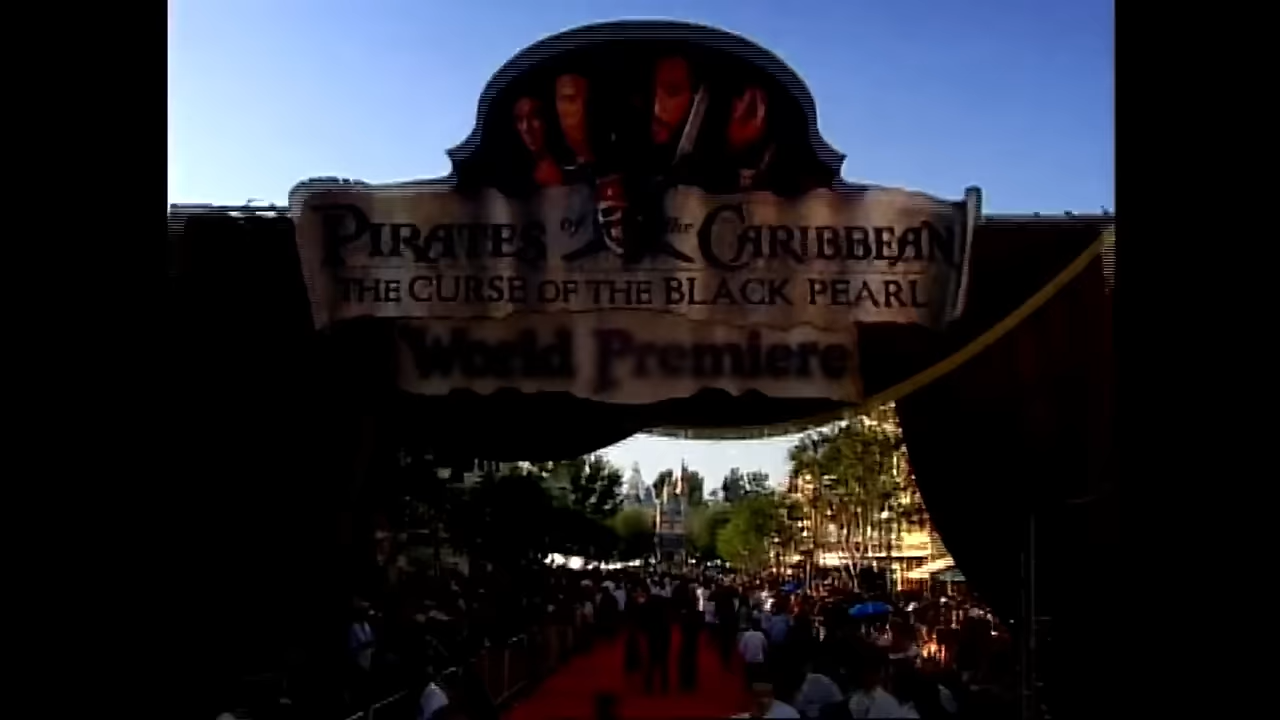 PIRATES of the CARIBBEAN
THE CURSE OF THE BLACK PEARL
World Premiere